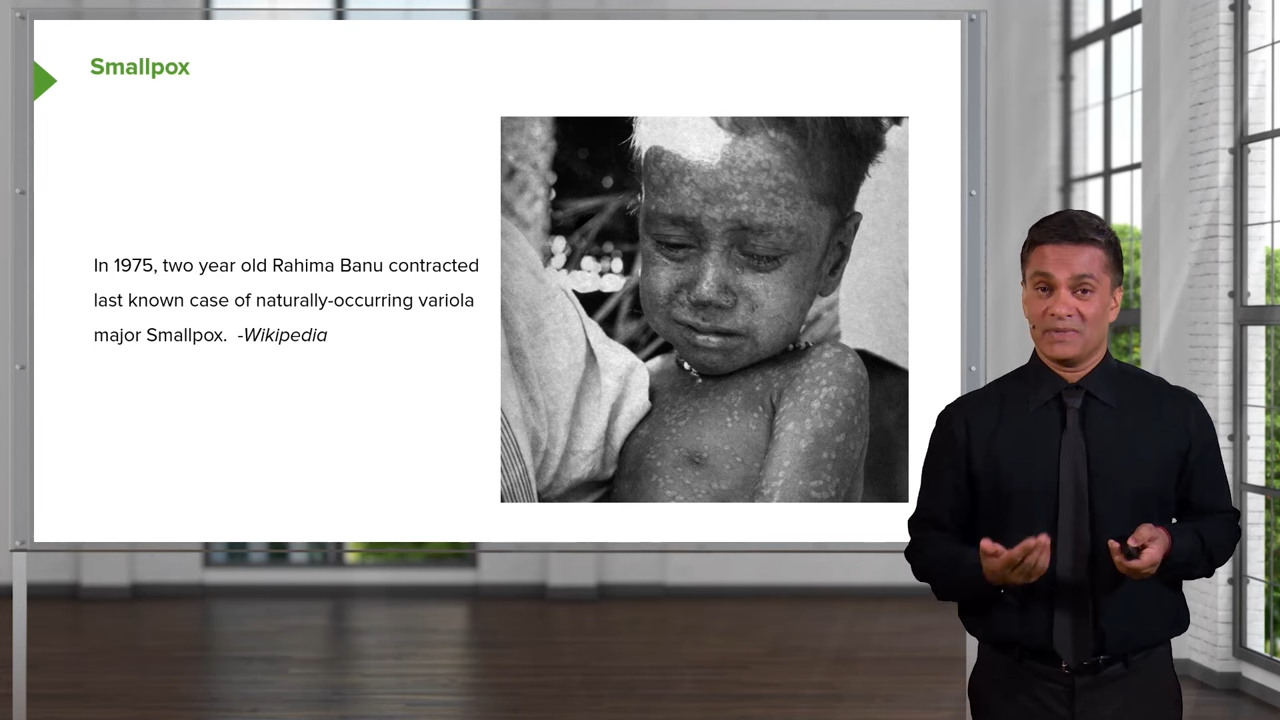 Smallpox
In 1975, two year old Rahima Banu contracted
last known case of naturally-occurring variola
major Smallpox.  -Wikipedia